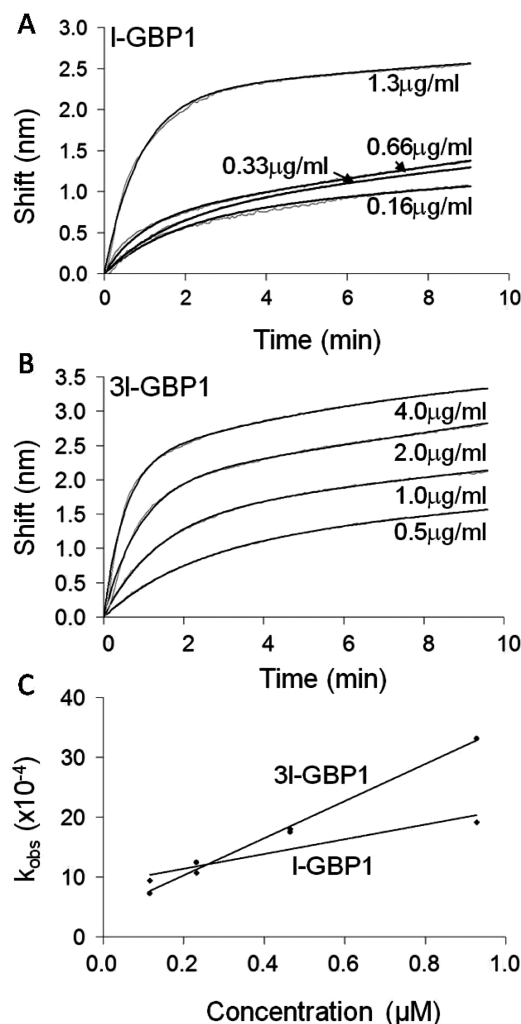 A
l-GBP1
3.0
2.5
2.0
1.5
1.0
0.5
0.0
Shift (nm)
1.3µg/ml
0.66µg/ml
0.33µg/ml
0.16µg/ml
0 2 4 6 8 10
Time (min)
B
3l-GBP1
3.5
3.0
2.5
2.0
1.5
1.0
0.5
0.0
Shift (nm)
4.0µg/ml
2.0µg/ml
1.0µg/ml
0.5µg/ml
0 2 4 6 8 10
Time (min)
C
40
30
20
10
0
kobs (x10-4)
3l-GBP1
l-GBP1
0.0 0.2 0.4 0.6 0.8 1.0
Concentration (µM)